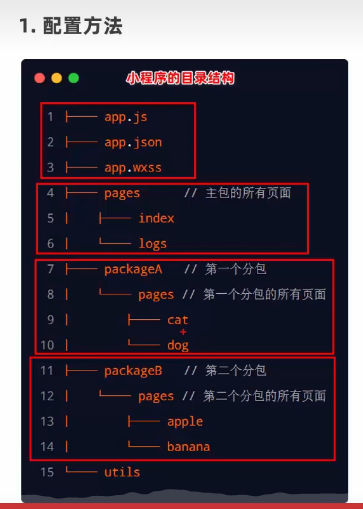 1. 配置方法
小程序的目录结构
1 ├── app.js
2 ├── app.json
3 ├── app.wxss
4 ├── pages // 主包的所有页面
5 │ ├── index
6 │ └── logs
7 ├── packageA // 第一个分包
8 │ └── pages // 第一个分包的所有页面
9 │ ├── cat
10 │ └── dog
11 ├── packageB // 第二个分包
12 │ └── pages // 第二个分包的所有页面
13 │ ├── apple
14 │ └── banana
15 └── utils